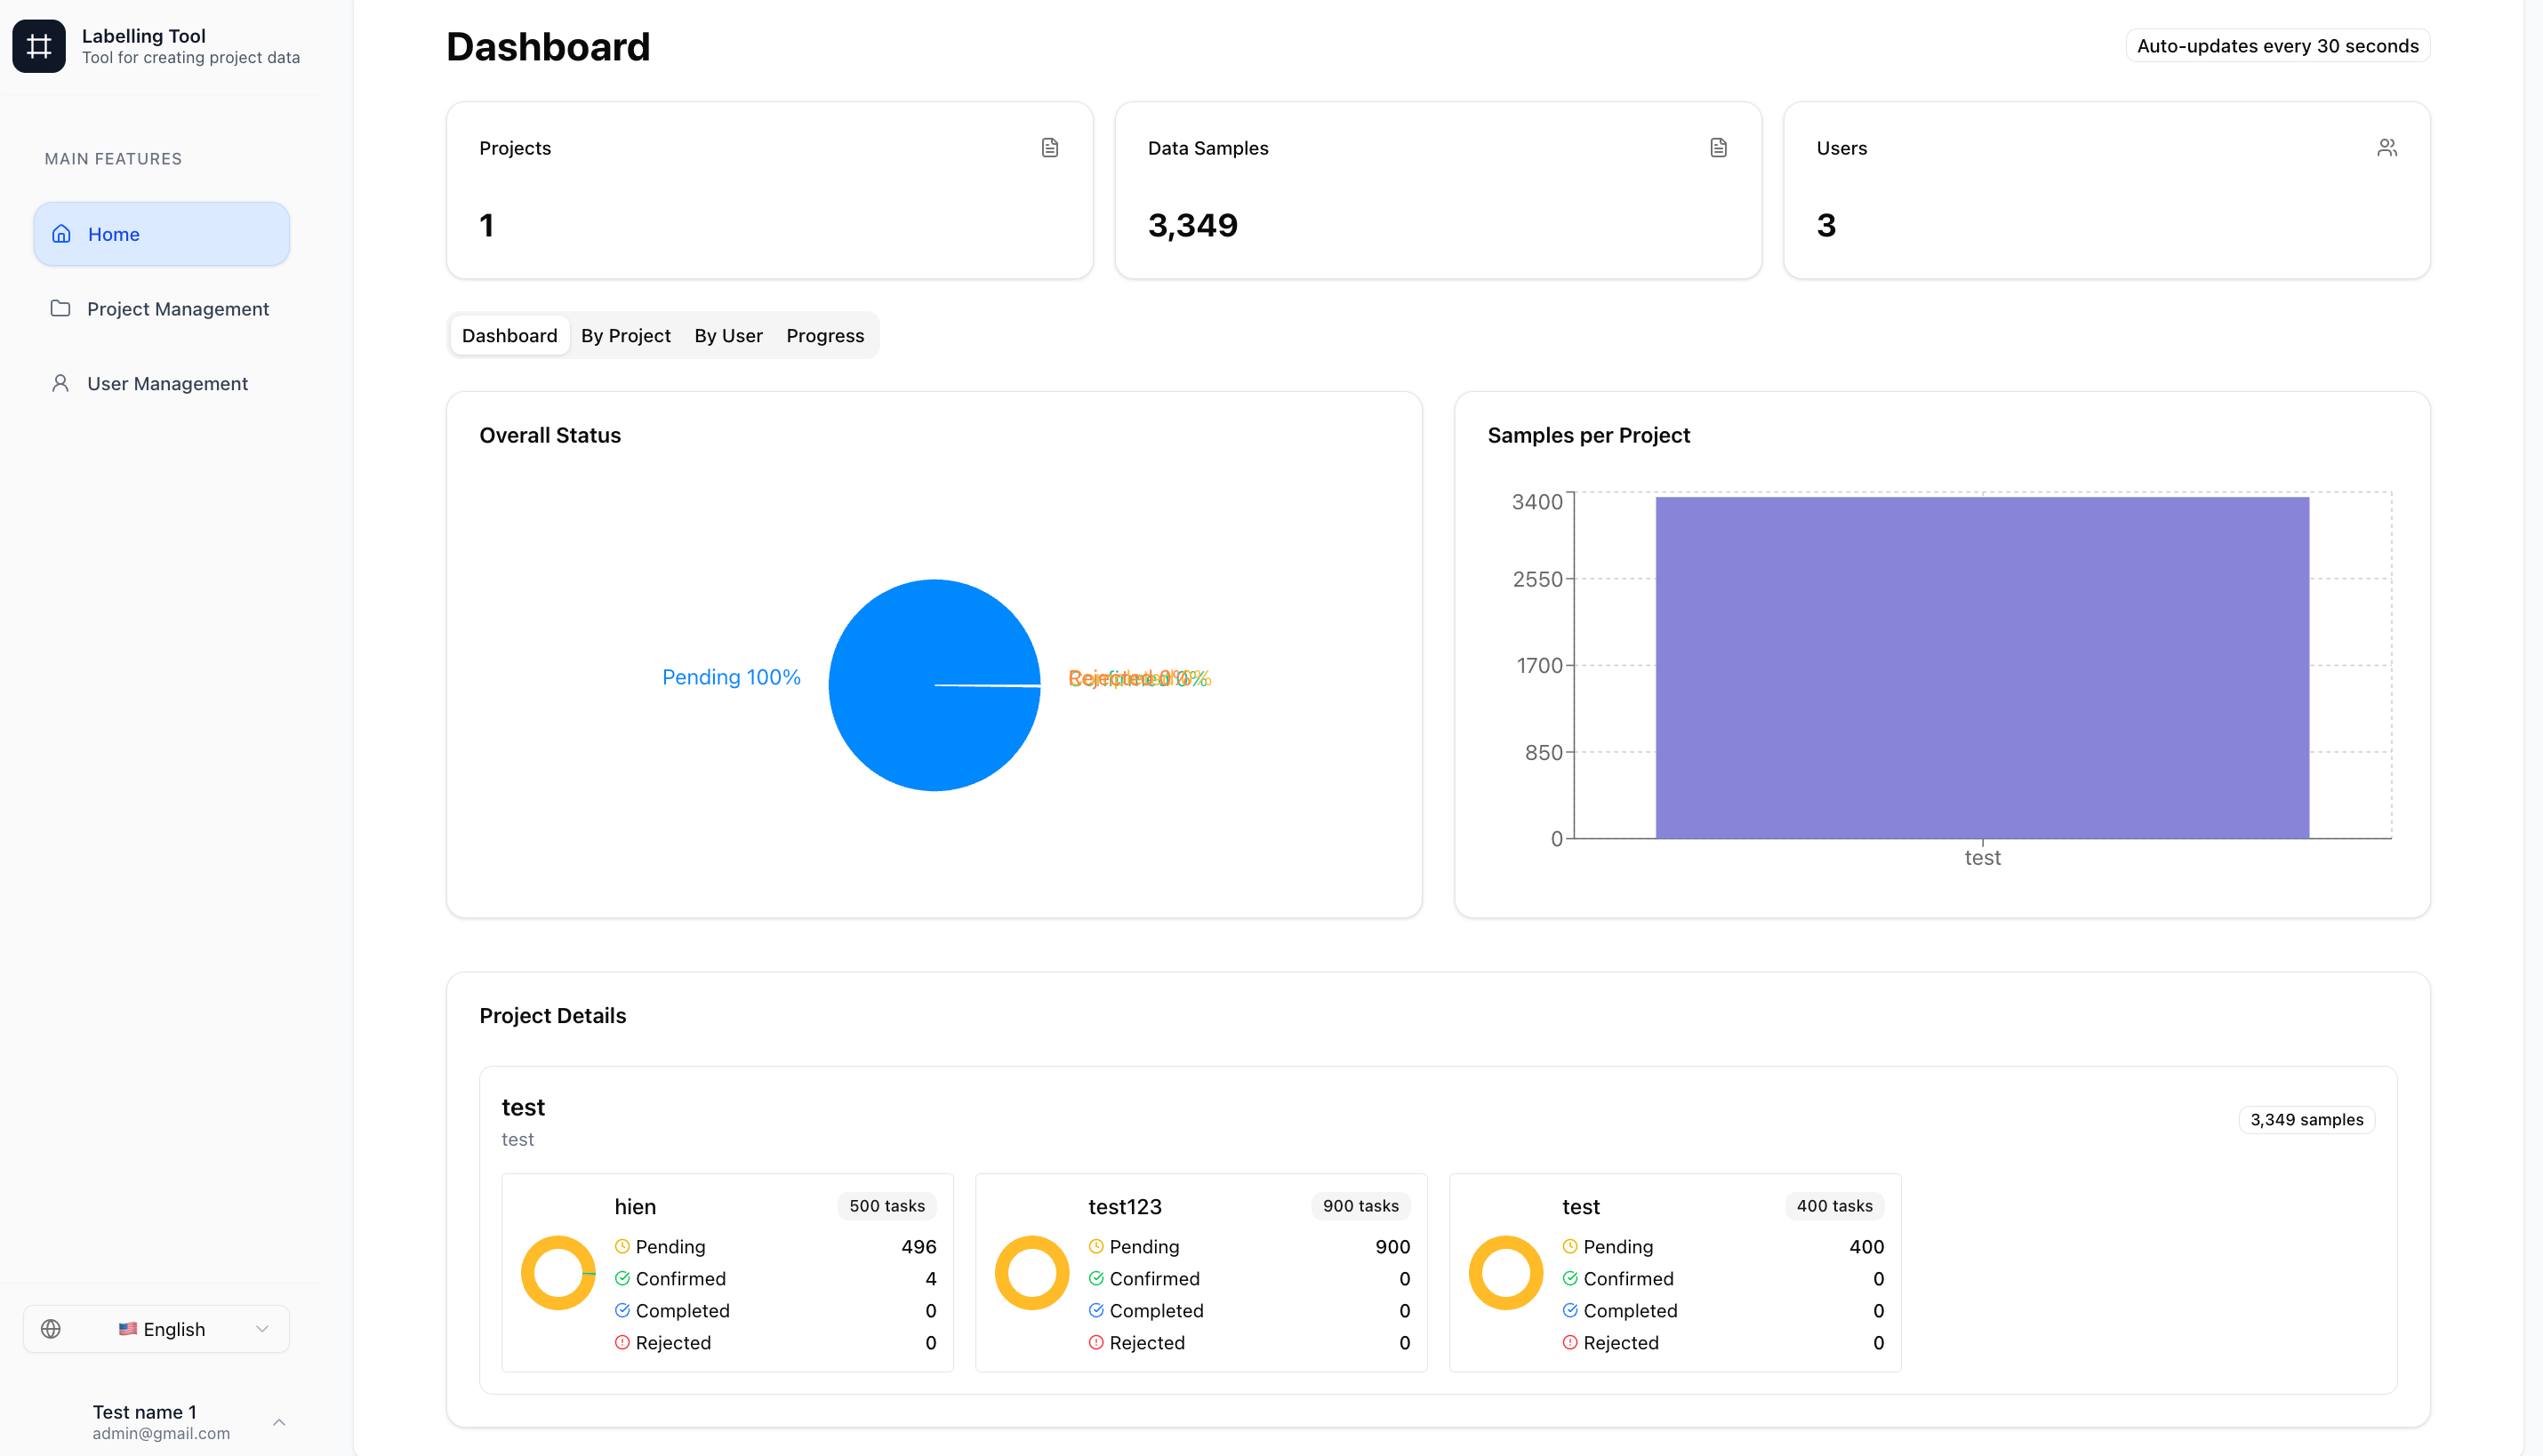 Labelling Tool
Tool for creating project data
MAIN FEATURES
Home
Project Management
User Management
English
Test name 1
admin@gmail.com
Dashboard
Auto-updates every 30 seconds
Projects
1
Data Samples
3,349
Users
3
Dashboard By Project By User Progress
Overall Status
Pending 100%
Samples per Project
3400
2550
1700
850
0
test
Project Details
test
test
3,349 samples
hien 500 tasks
Pending 496
Confirmed 4
Completed 0
Rejected 0
test123 900 tasks
Pending 900
Confirmed 0
Completed 0
Rejected 0
test 400 tasks
Pending 400
Confirmed 0
Completed 0
Rejected 0